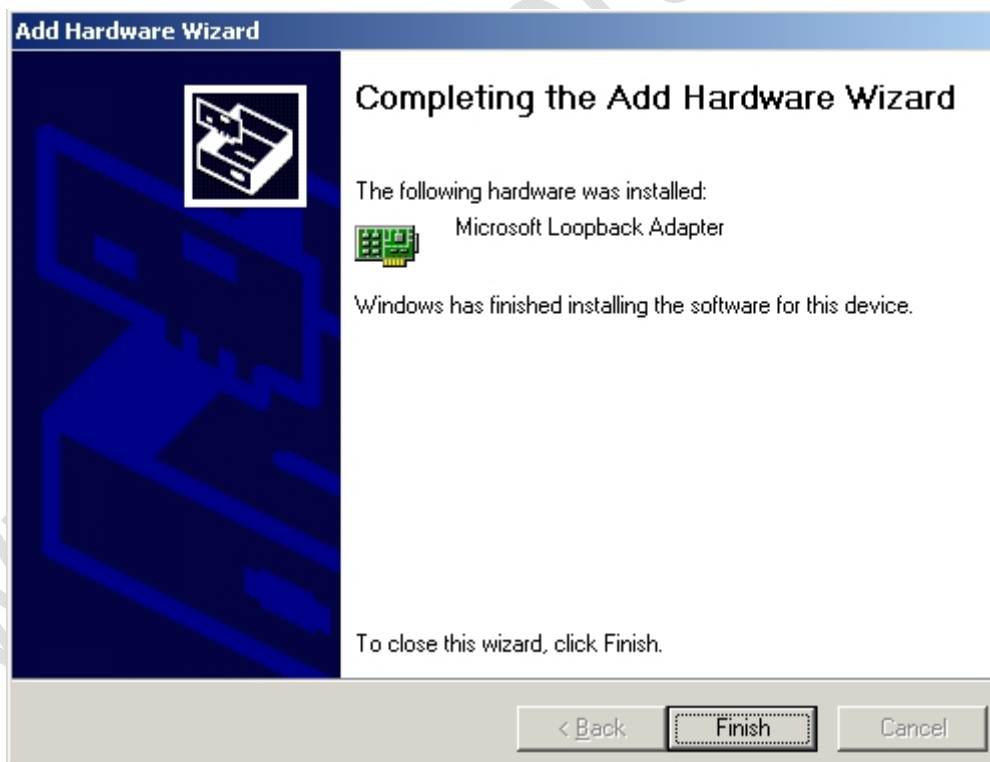 Add Hardware Wizard
Completing the Add Hardware Wizard
The following hardware was installed:
Microsoft Loopback Adapter
Windows has finished installing the software for this device.
To close this wizard, click Finish.
< Back Finish Cancel